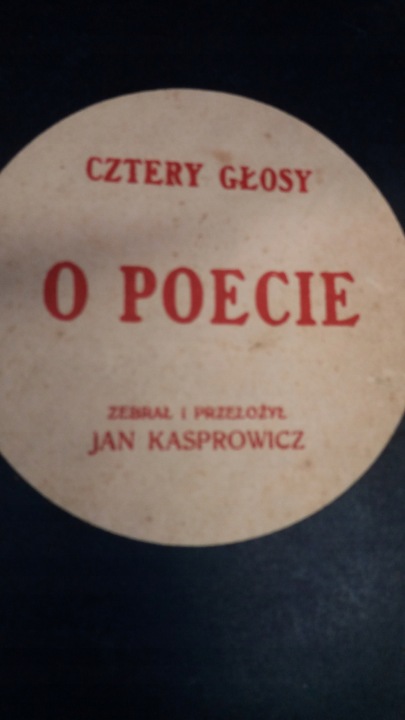 CZTERY GŁOSY
O POECIE
ZEBRAŁ I PRZEŁOŻYŁ
JAN KASPROWICZ